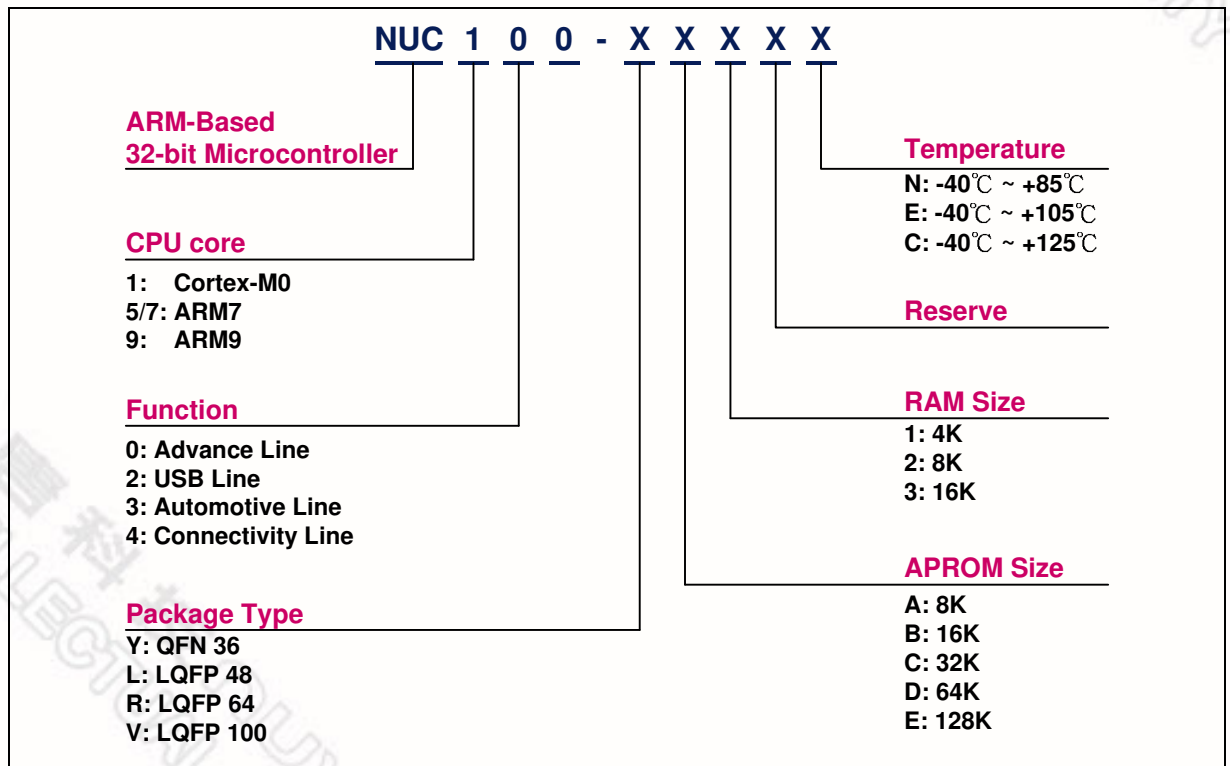 NUC 1 0 0 - X X X X X
ARM-Based
32-bit Microcontroller
CPU core
1: Cortex-M0
5/7: ARM7
9: ARM9
Function
0: Advance Line
2: USB Line
3: Automotive Line
4: Connectivity Line
Package Type
Y: QFN 36
L: LQFP 48
R: LQFP 64
V: LQFP 100
Temperature
N: -40℃ ~ +85℃
E: -40℃ ~ +105℃
C: -40℃ ~ +125℃
Reserve
RAM Size
1: 4K
2: 8K
3: 16K
APROM Size
A: 8K
B: 16K
C: 32K
D: 64K
E: 128K